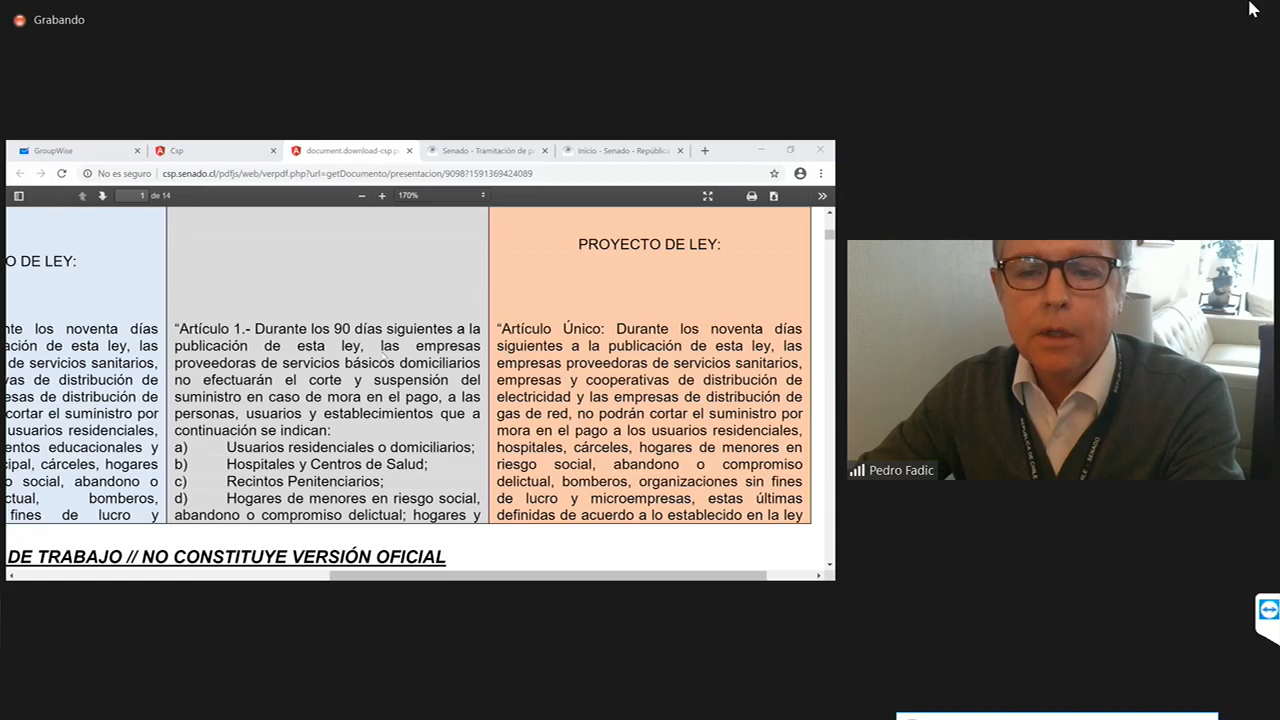 Grabando
GroupWise
Csp
document.download-csp.p
Senado - Tramitación de p
Inicio - Senado - República
No es seguro
csp.senado.cl/pdfjs/web/verpdf.php?url=getDocumento/presentacion/9098?1591369424089
1 de 14
170%
O DE LEY:
nte los noventa días
ación de esta ley, las
de servicios sanitarios,
vas de distribución de
esas de distribución de
cortar el suministro por
usuarios residenciales,
entos educacionales y
cipal, cárceles, hogares
o social, abandono o
ctual, bomberos,
fines de lucro y
“Artículo 1.- Durante los 90 días siguientes a la
publicación de esta ley, las empresas
proveedoras de servicios básicos domiciliarios
no efectuarán el corte y suspensión del
suministro en caso de mora en el pago, a las
personas, usuarios y establecimientos que a
continuación se indican:
a) Usuarios residenciales o domiciliarios;
b) Hospitales y Centros de Salud;
c) Recintos Penitenciarios;
d) Hogares de menores en riesgo social,
abandono o compromiso delictual; hogares y
PROYECTO DE LEY:
“Artículo Único: Durante los noventa días
siguientes a la publicación de esta ley, las
empresas proveedoras de servicios sanitarios,
empresas y cooperativas de distribución de
electricidad y las empresas de distribución de
gas de red, no podrán cortar el suministro por
mora en el pago a los usuarios residenciales,
hospitales, cárceles, hogares de menores en
riesgo social, abandono o compromiso
delictual, bomberos, organizaciones sin fines
de lucro y microempresas, estas últimas
definidas de acuerdo a lo establecido en la ley
DE TRABAJO // NO CONSTITUYE VERSIÓN OFICIAL
Pedro Fadic